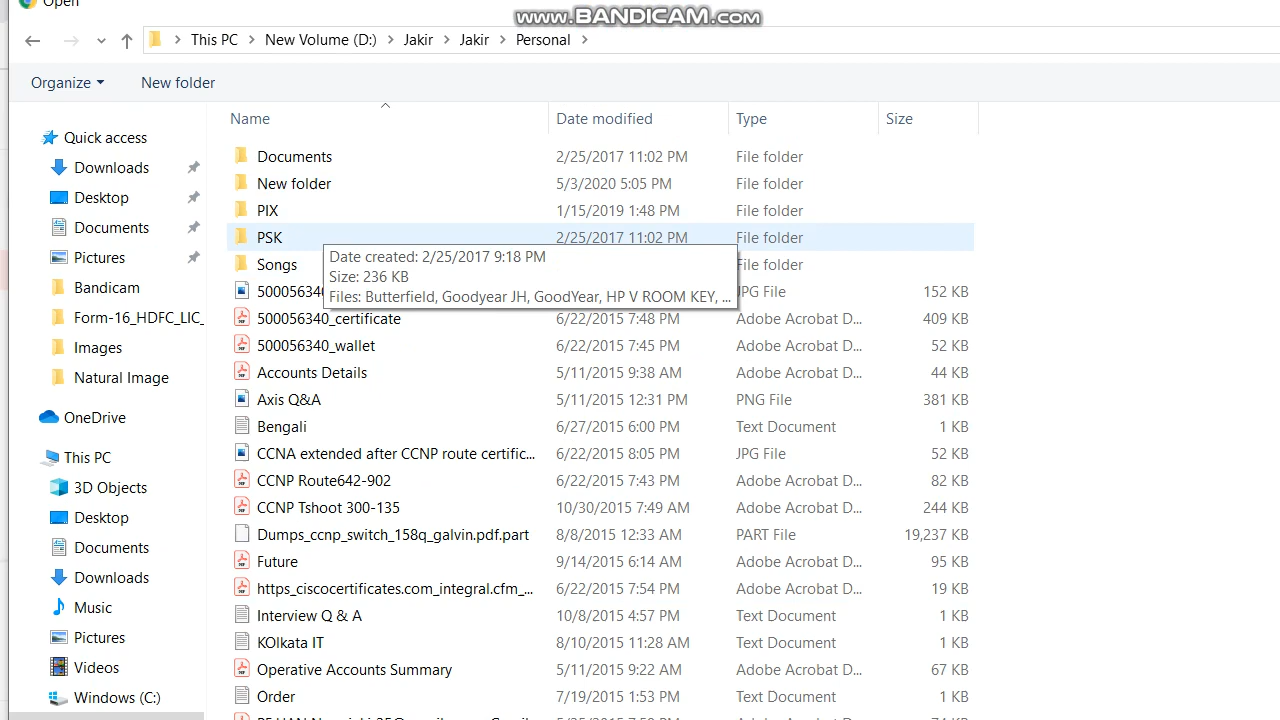 Open
www.BANDICAM.com
This PC > New Volume (D:) > Jakir > Jakir > Personal >
Organize New folder
Name Date modified Type Size
Quick access
Downloads
Desktop
Documents
Pictures
Bandicam
Form-16_HDFC_LIC_
Images
Natural Image
OneDrive
This PC
3D Objects
Desktop
Documents
Downloads
Music
Pictures
Videos
Windows (C:)
Documents 2/25/2017 11:02 PM File folder
New folder 5/3/2020 5:05 PM File folder
PIX 1/15/2019 1:48 PM File folder
PSK 2/25/2017 11:02 PM File folder
Songs File folder
Date created: 2/25/2017 9:18 PM
Size: 236 KB
Files: Butterfield, Goodyear JH, GoodYear, HP V ROOM KEY, ...
50005634 JPG File 152 KB
500056340_certificate 6/22/2015 7:48 PM Adobe Acrobat D... 409 KB
500056340_wallet 6/22/2015 7:45 PM Adobe Acrobat D... 52 KB
Accounts Details 5/11/2015 9:38 AM Adobe Acrobat D... 44 KB
Axis Q&A 5/11/2015 12:31 PM PNG File 381 KB
Bengali 6/27/2015 6:00 PM Text Document 1 KB
CCNA extended after CCNP route certific... 6/22/2015 8:05 PM JPG File 52 KB
CCNP Route642-902 6/22/2015 7:43 PM Adobe Acrobat D... 82 KB
CCNP Tshoot 300-135 10/30/2015 7:49 AM Adobe Acrobat D... 244 KB
Dumps_ccnp_switch_158q_galvin.pdf.part 8/8/2015 12:33 AM PART File 19,237 KB
Future 9/14/2015 6:14 AM Adobe Acrobat D... 95 KB
https_ciscocertificates.com_integral.cfm_... 6/22/2015 7:54 PM Adobe Acrobat D... 19 KB
Interview Q & A 10/8/2015 4:57 PM Text Document 1 KB
KOlkata IT 8/10/2015 11:28 AM Text Document 1 KB
Operative Accounts Summary 5/11/2015 9:22 AM Adobe Acrobat D... 67 KB
Order 7/19/2015 1:53 PM Text Document 1 KB